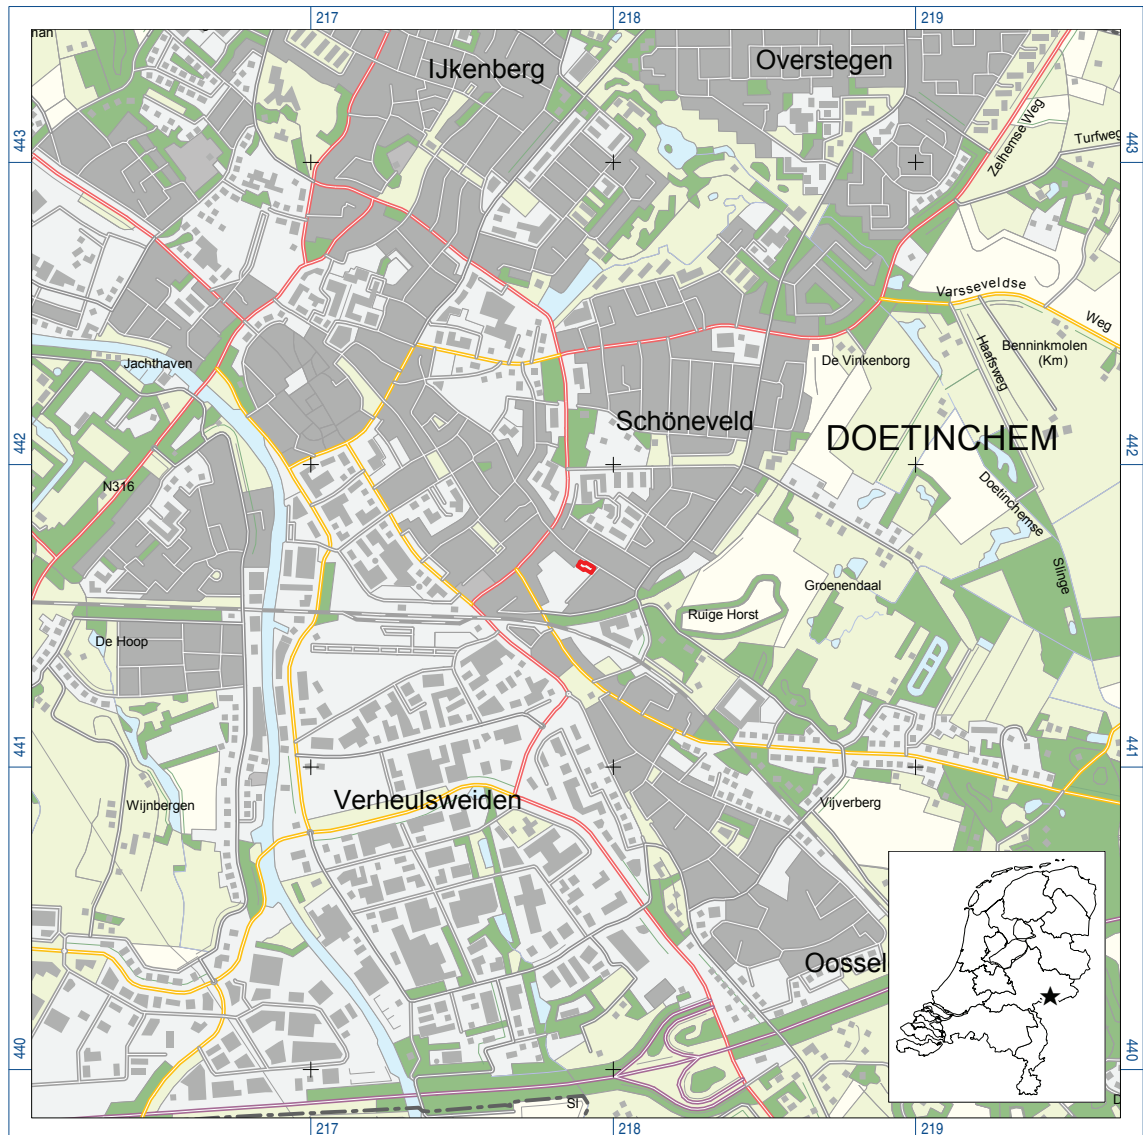 217
218
219
nan
IJkenberg
Overstegen
443
443
Zelhemse Weg
Turfweg
Varsseveldse
Weg
Jachthaven
De Vinkenborg
Haafsweg
Benninkmolen
(Km)
Schöneveld
DOETINCHEM
442
442
N316
Doetinchemse
Slinge
Groenendaal
Ruige Horst
De Hoop
441
441
Wijnbergen
Verheulsweiden
Vijverberg
Oossel
440
440
Sl
D
217
218
219